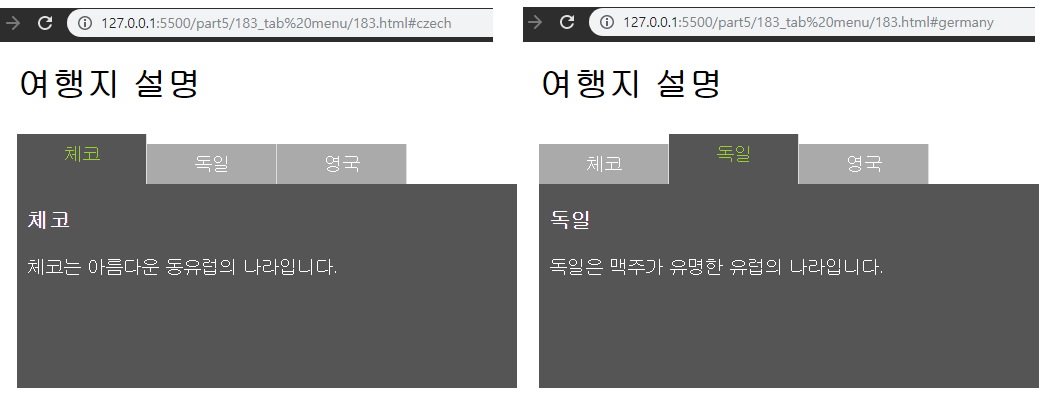 127.0.0.1:5500/part5/183_tab%20menu/183.html#czech
여행지 설명
체코
독일
영국
체코
체코는 아름다운 동유럽의 나라입니다.
127.0.0.1:5500/part5/183_tab%20menu/183.html#germany
여행지 설명
체코
독일
영국
독일
독일은 맥주가 유명한 유럽의 나라입니다.